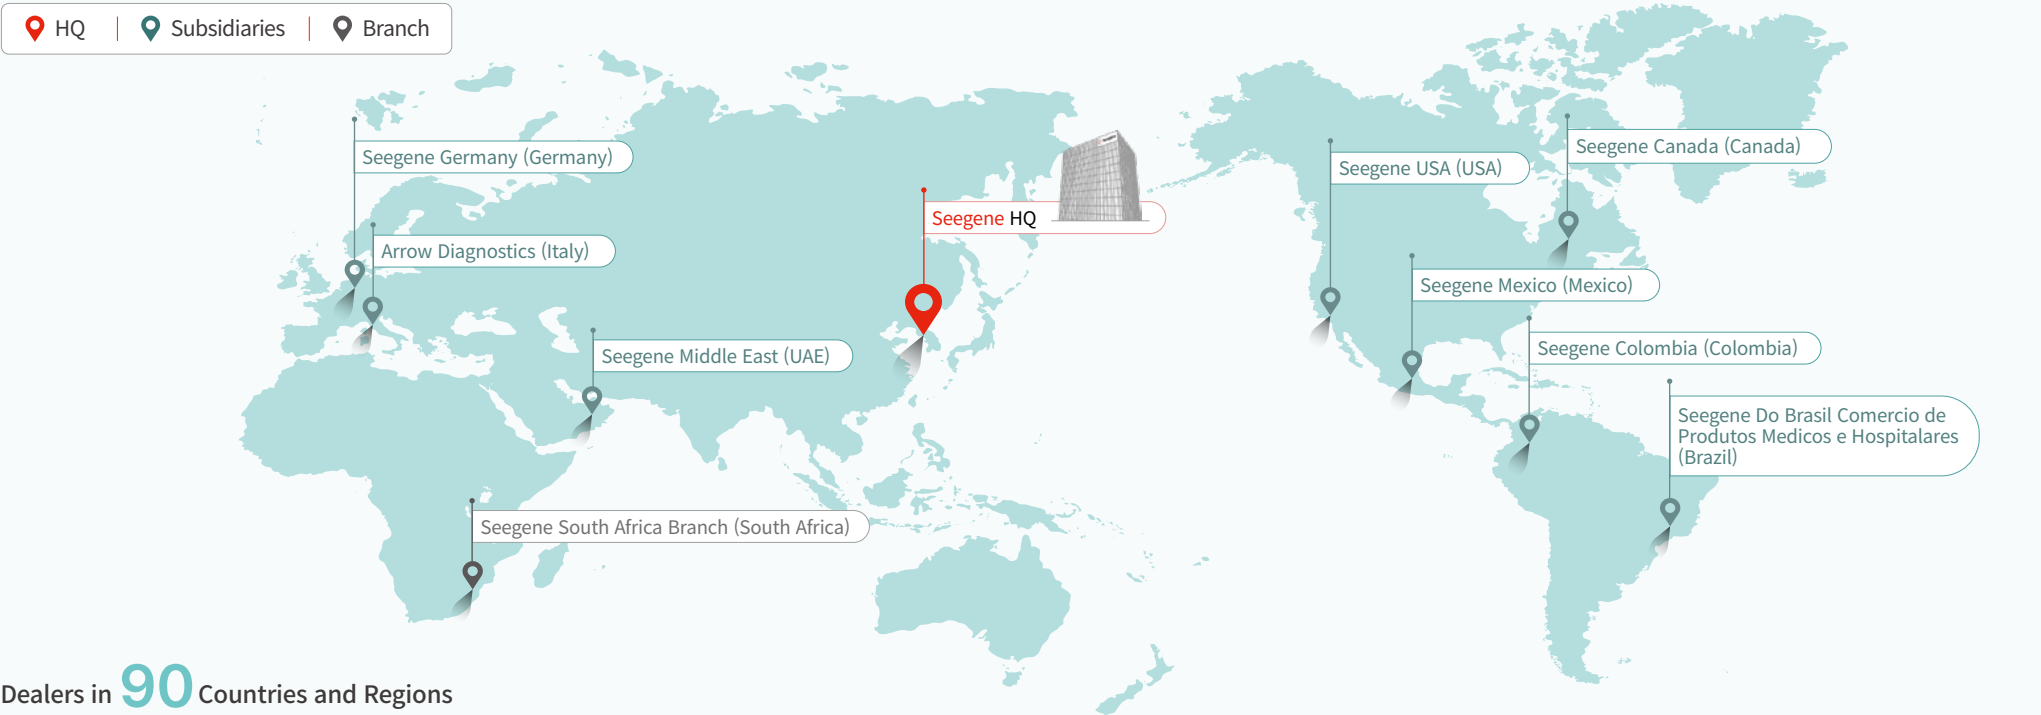 HQ
Subsidiaries
Branch
Seegene Germany (Germany)
Arrow Diagnostics (Italy)
Seegene Middle East (UAE)
Seegene South Africa Branch (South Africa)
Seegene HQ
Seegene USA (USA)
Seegene Canada (Canada)
Seegene Mexico (Mexico)
Seegene Colombia (Colombia)
Seegene Do Brasil Comercio de
Produtos Medicos e Hospitalares
(Brazil)
Dealers in 90 Countries and Regions